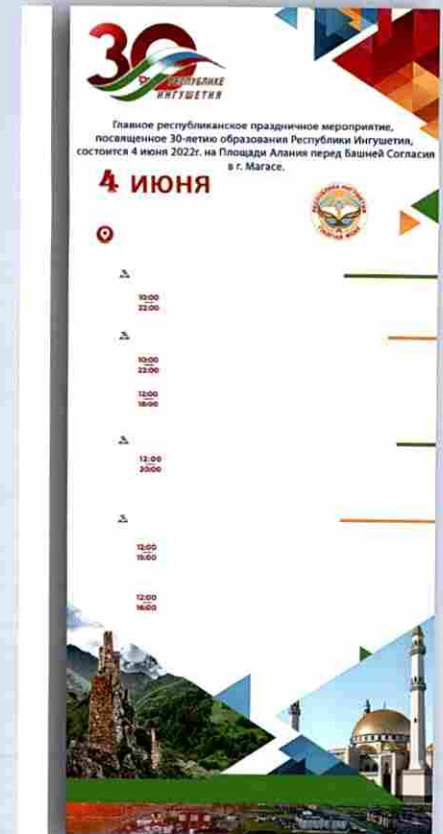 30
РЕСПУБЛИКЕ
ИНГУШЕТИЯ
Главное республиканское праздничное мероприятие,
посвященное 30-летию образования Республики Ингушетия,
состоится 4 июня 2022г. на Площади Алания перед Башней Согласия
в г. Магасе.
4 ИЮНЯ
РЕСПУБЛИКА ИНГУШЕТИЯ
10:00
22:00
10:00
22:00
12:00
18:00
12:00
20:00
12:00
15:00
12:00
16:00